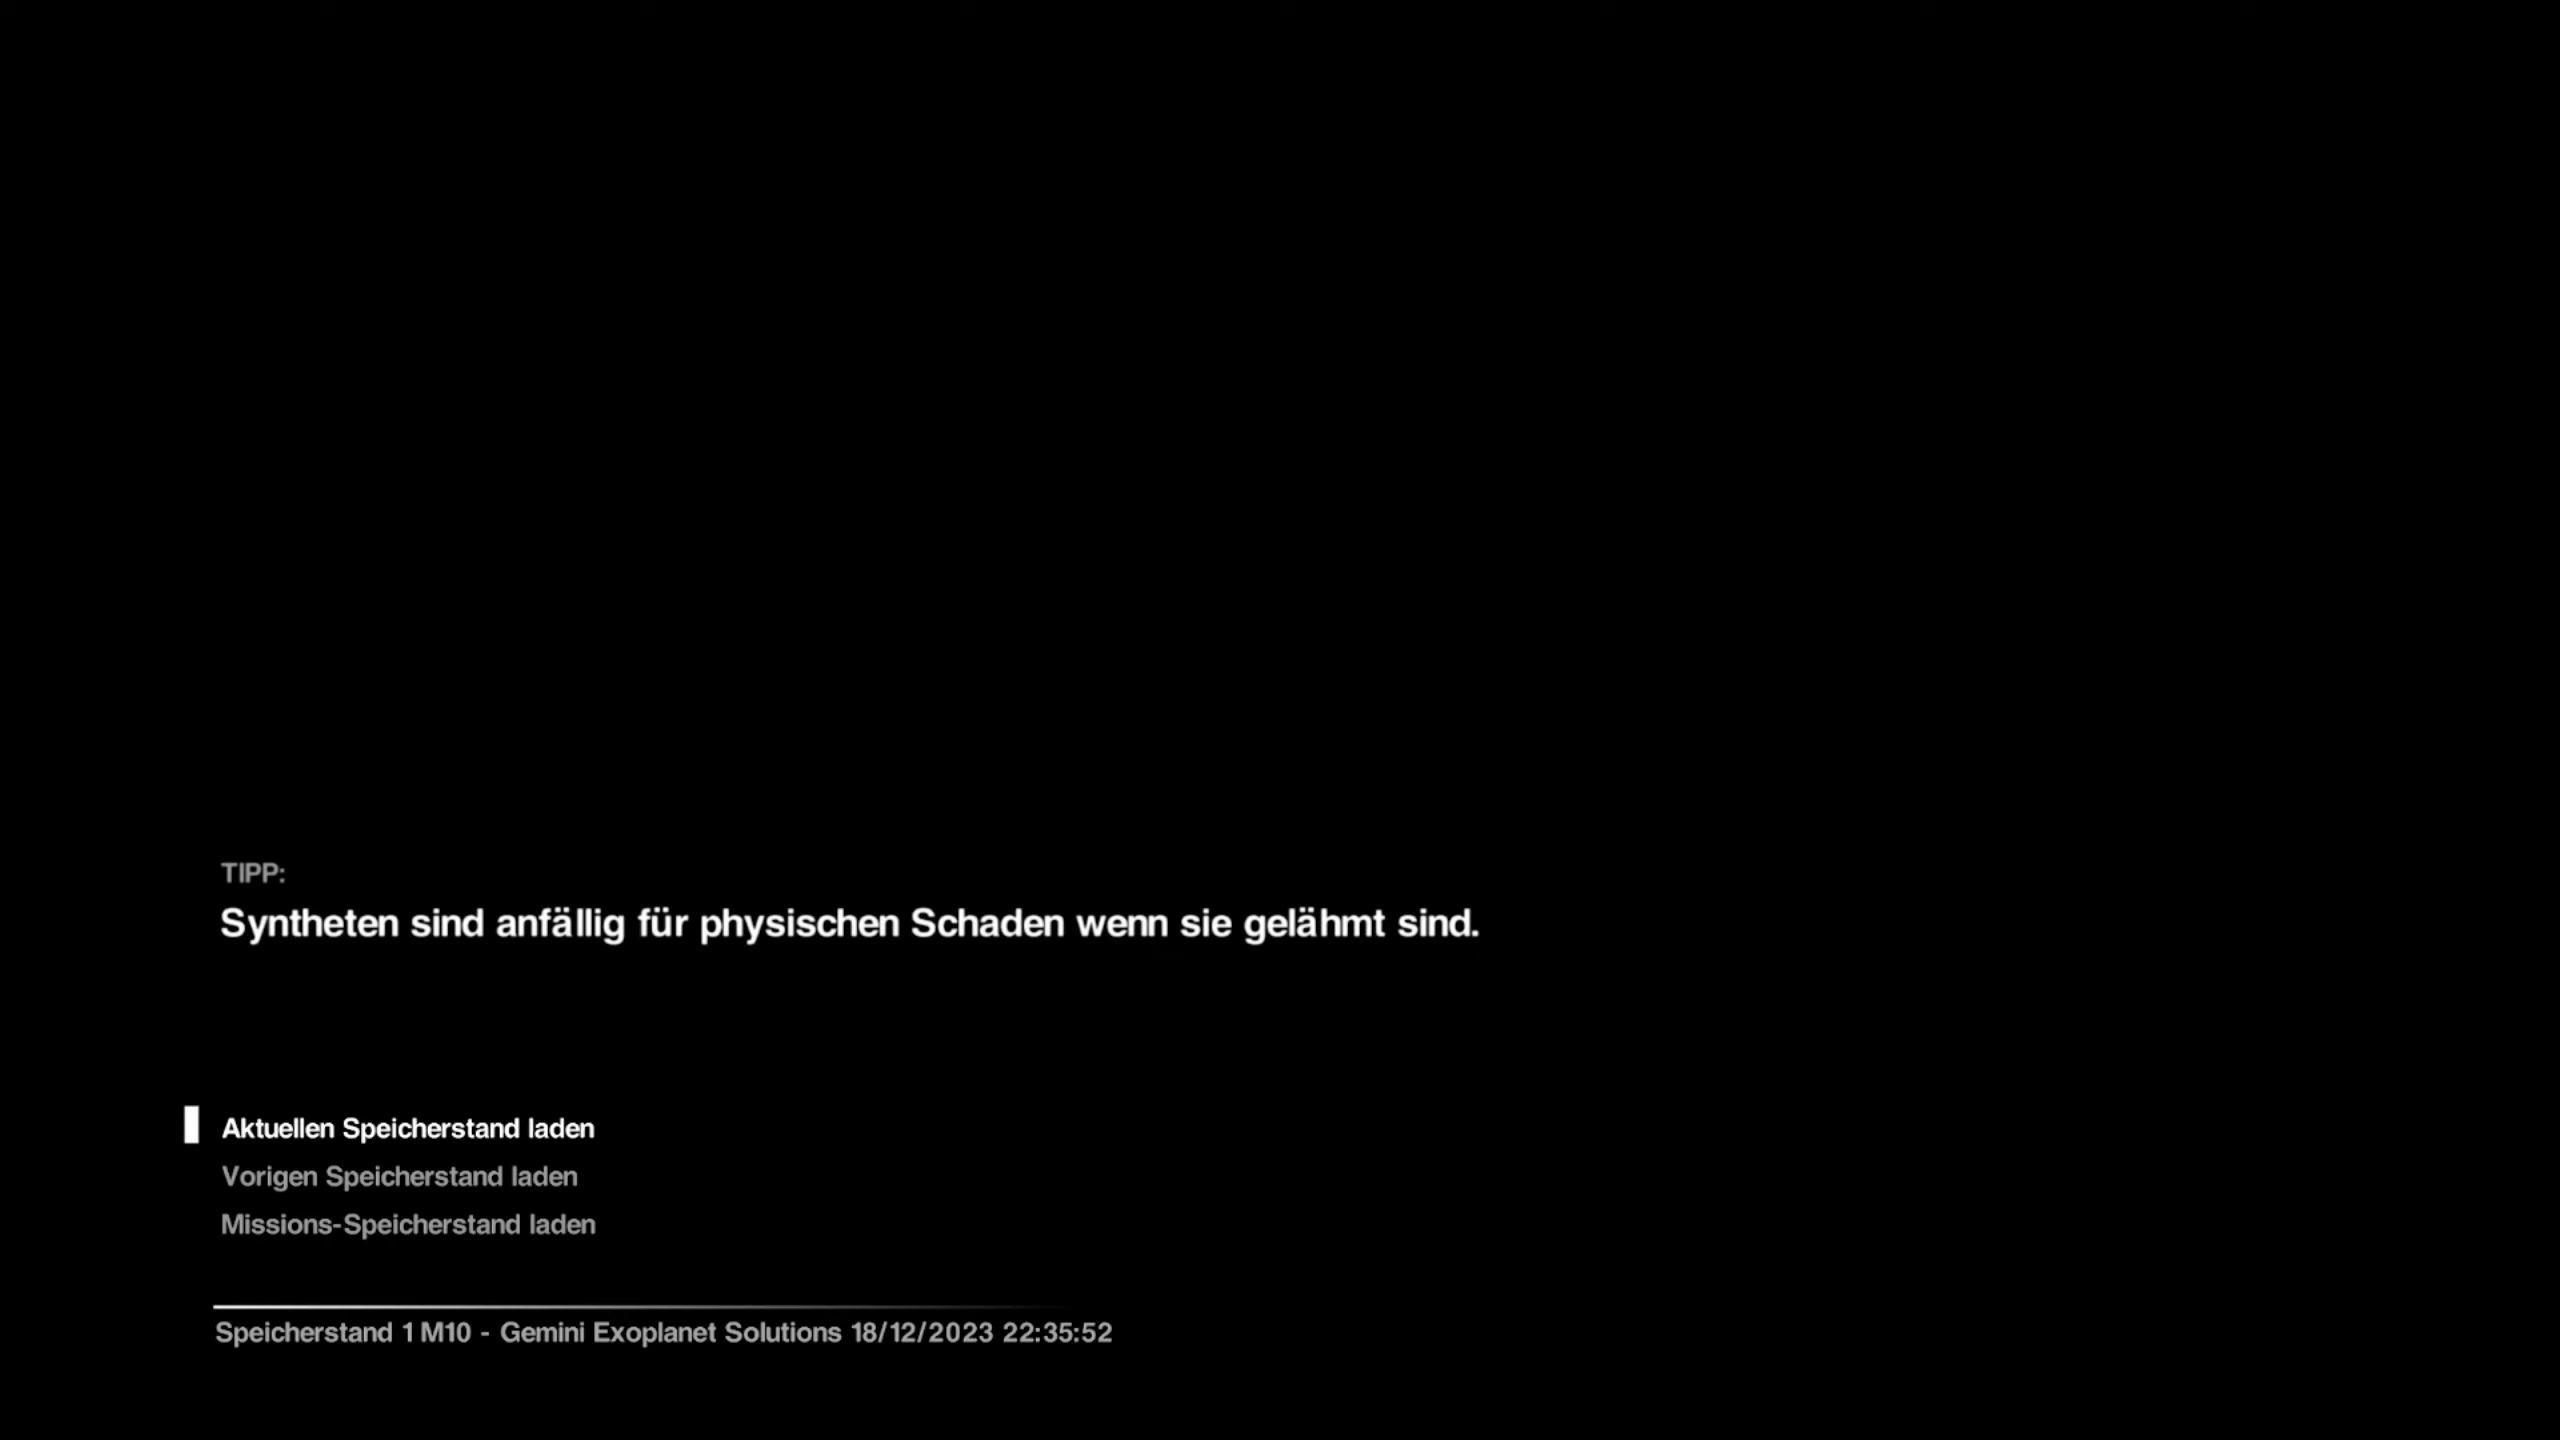 TIPP:
Syntheten sind anfällig für physischen Schaden wenn sie gelähmt sind.
Aktuellen Speicherstand laden
Vorigen Speicherstand laden
Missions-Speicherstand laden
Speicherstand 1 M10 - Gemini Exoplanet Solutions 18/12/2023 22:35:52